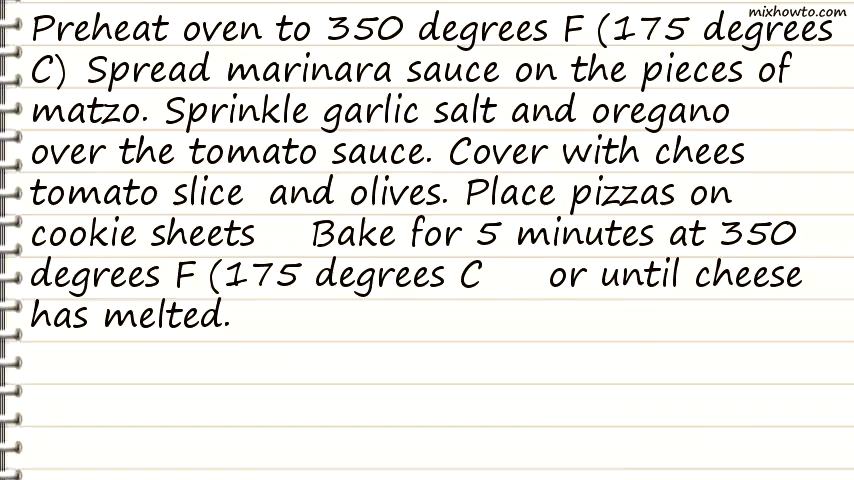 mixhowto.com
Preheat oven to 350 degrees F (175 degrees
C) Spread marinara sauce on the pieces of
matzo. Sprinkle garlic salt and oregano
over the tomato sauce. Cover with chees
tomato slice and olives. Place pizzas on
cookie sheets Bake for 5 minutes at 350
degrees F (175 degrees C or until cheese
has melted.